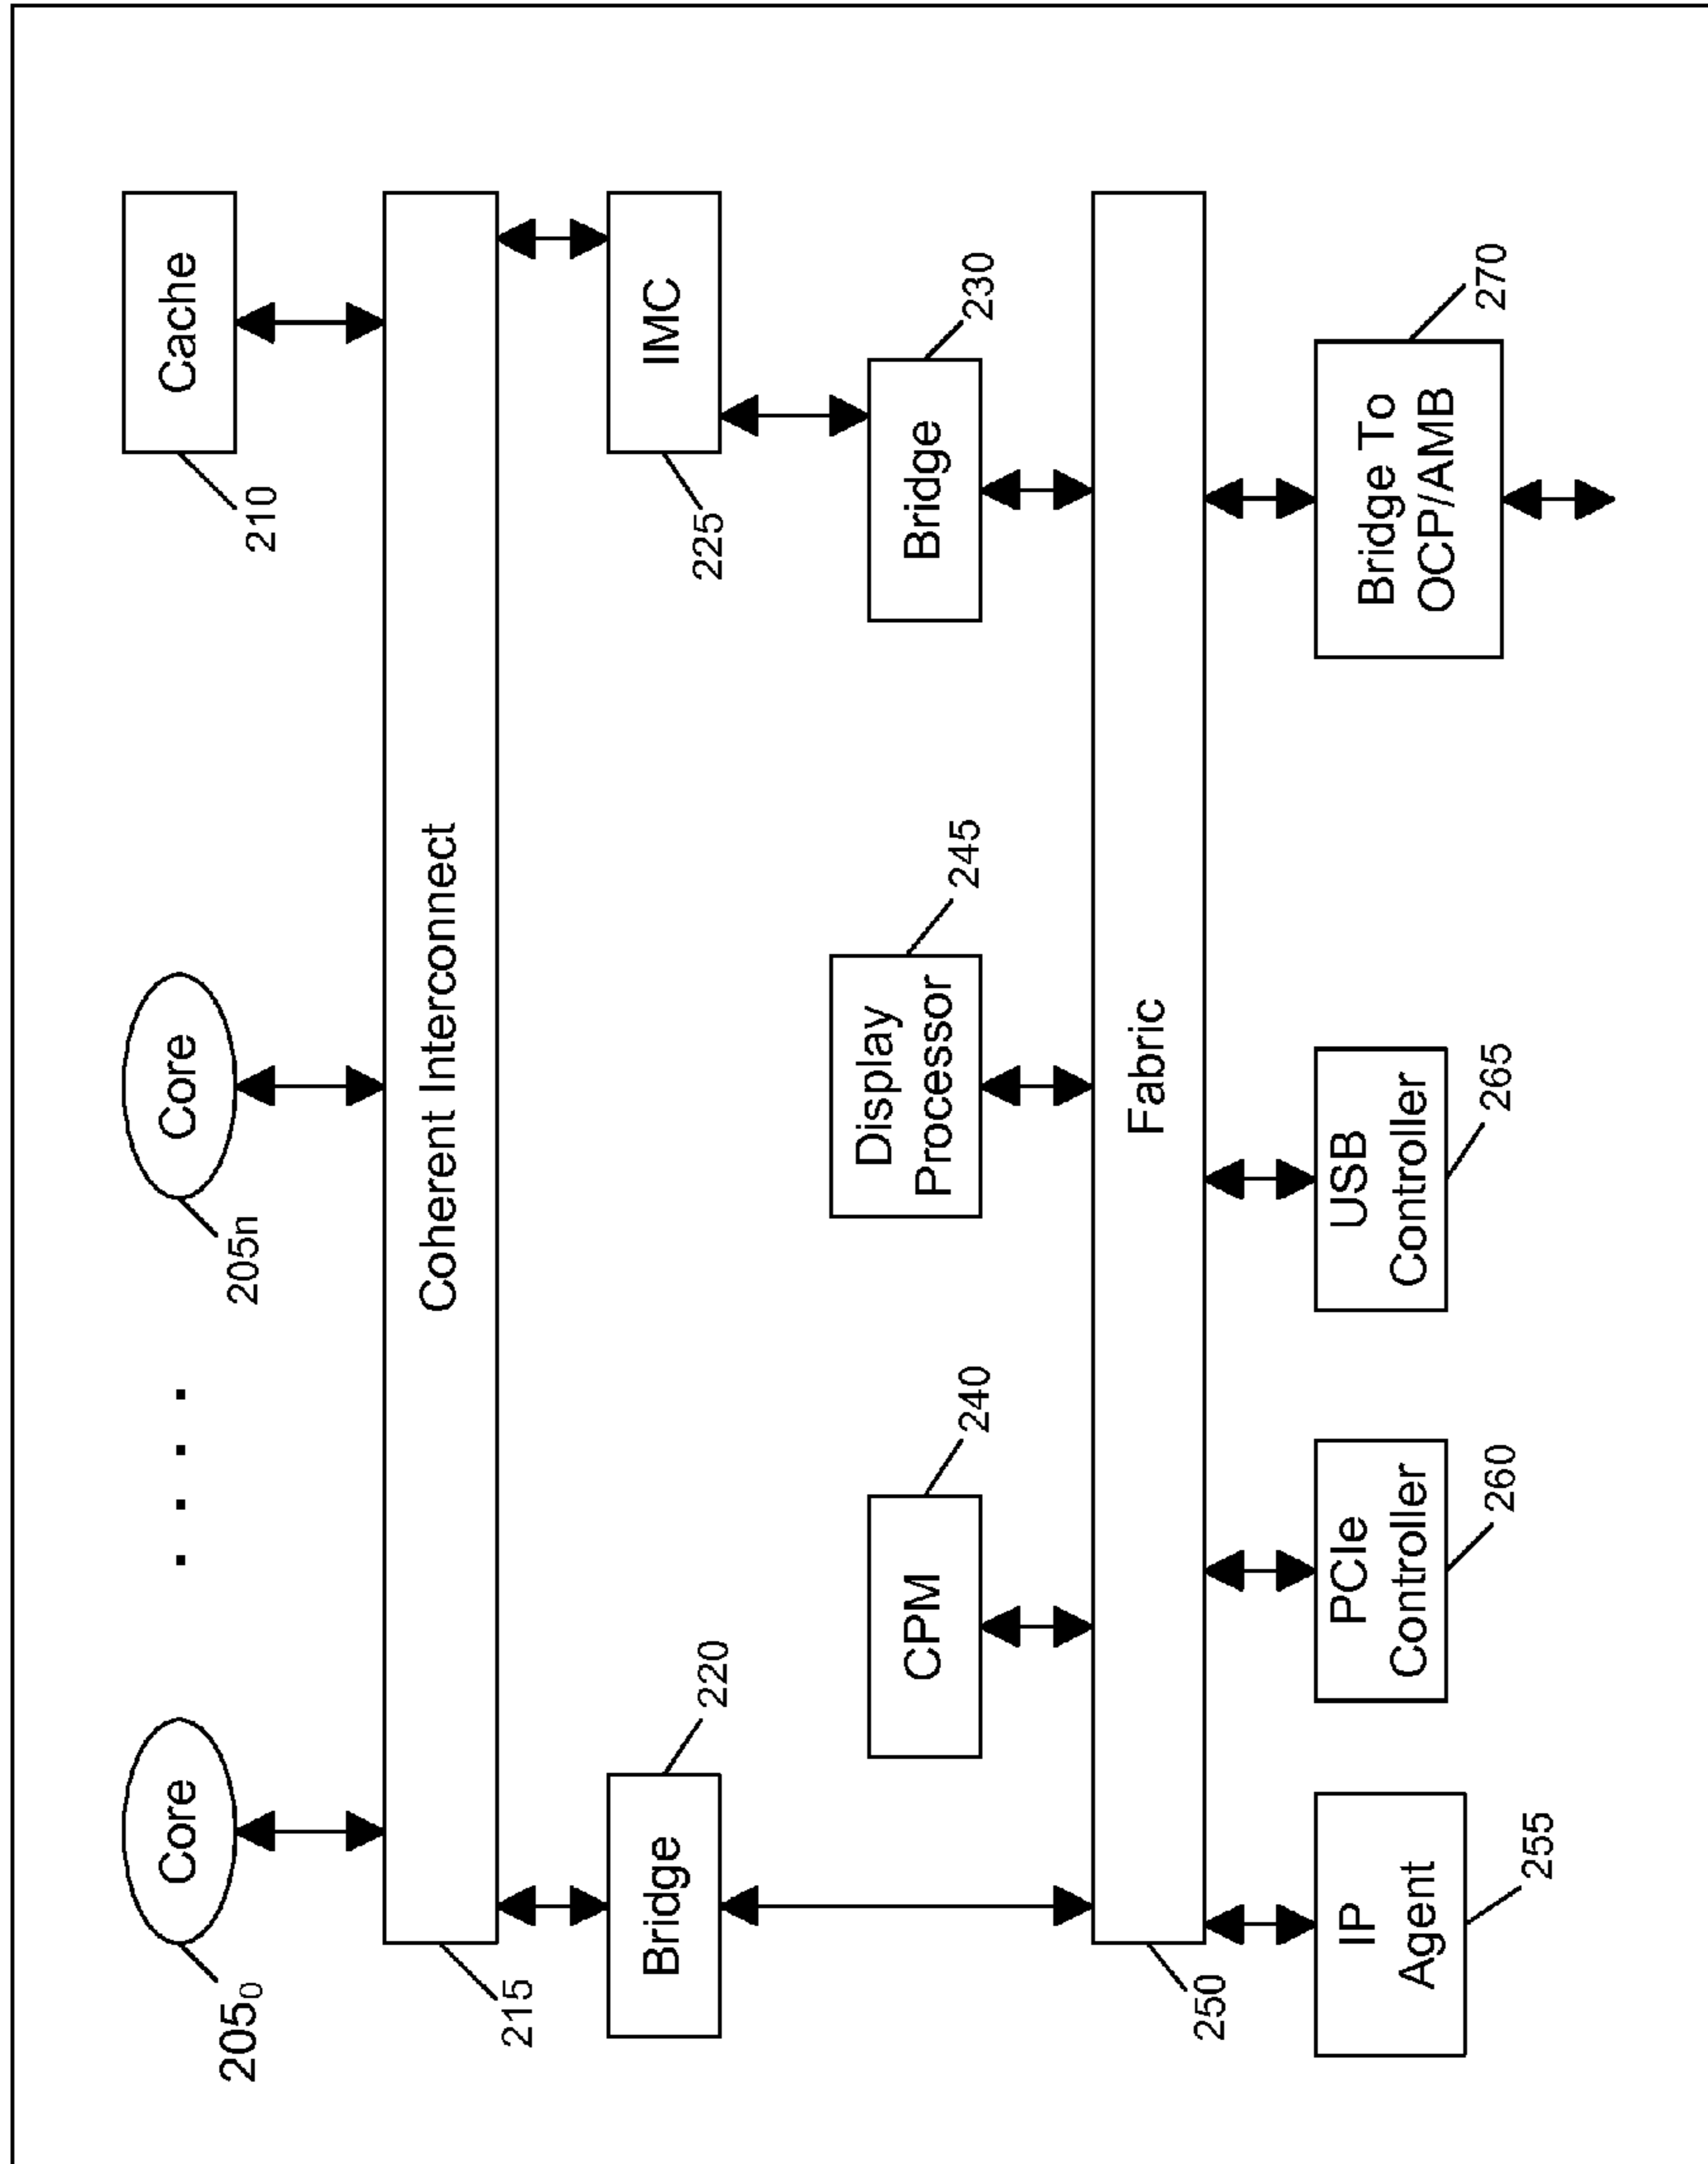 Core
Core
Cache
205₀
205n
210
Coherent Interconnect
215
Bridge
220
IMC
225
CPM
240
Display
Processor
245
Bridge
230
Fabric
250
IP
Agent
255
PCIe
Controller
260
USB
Controller
265
Bridge To
OCP/AMB
270